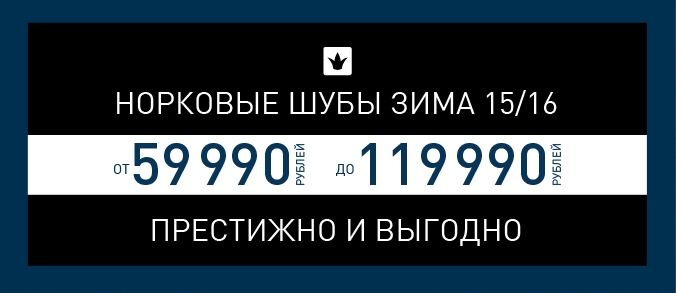 НОРКОВЫЕ ШУБЫ ЗИМА 15/16
ОТ 59 990 РУБЛЕЙ ДО 119 990 РУБЛЕЙ
ПРЕСТИЖНО И ВЫГОДНО